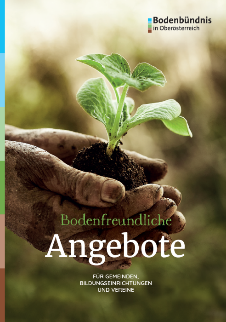 Bodenbündnis
in Oberösterreich
Bodenfreundliche
Angebote
FÜR GEMEINDEN,
BILDUNGSEINRICHTUNGEN
UND VEREINE